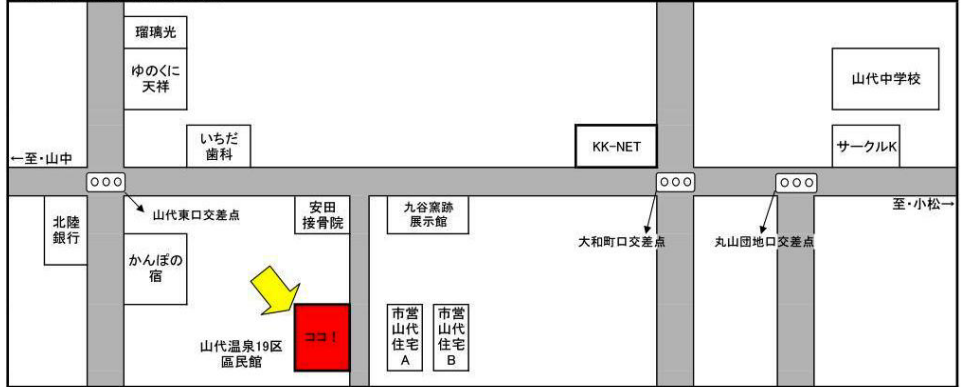 瑠璃光
ゆのくに
天祥
山代中学校
いちだ
歯科
KK-NET
サークルK
←至・山中
山代東口交差点
北陸
銀行
安田
接骨院
九谷窯跡
展示館
大和町口交差点
丸山団地口交差点
至・小松→
かんぽの
宿
山代温泉19区
區民館
ココ!
市営
山代
住宅
A
市営
山代
住宅
B